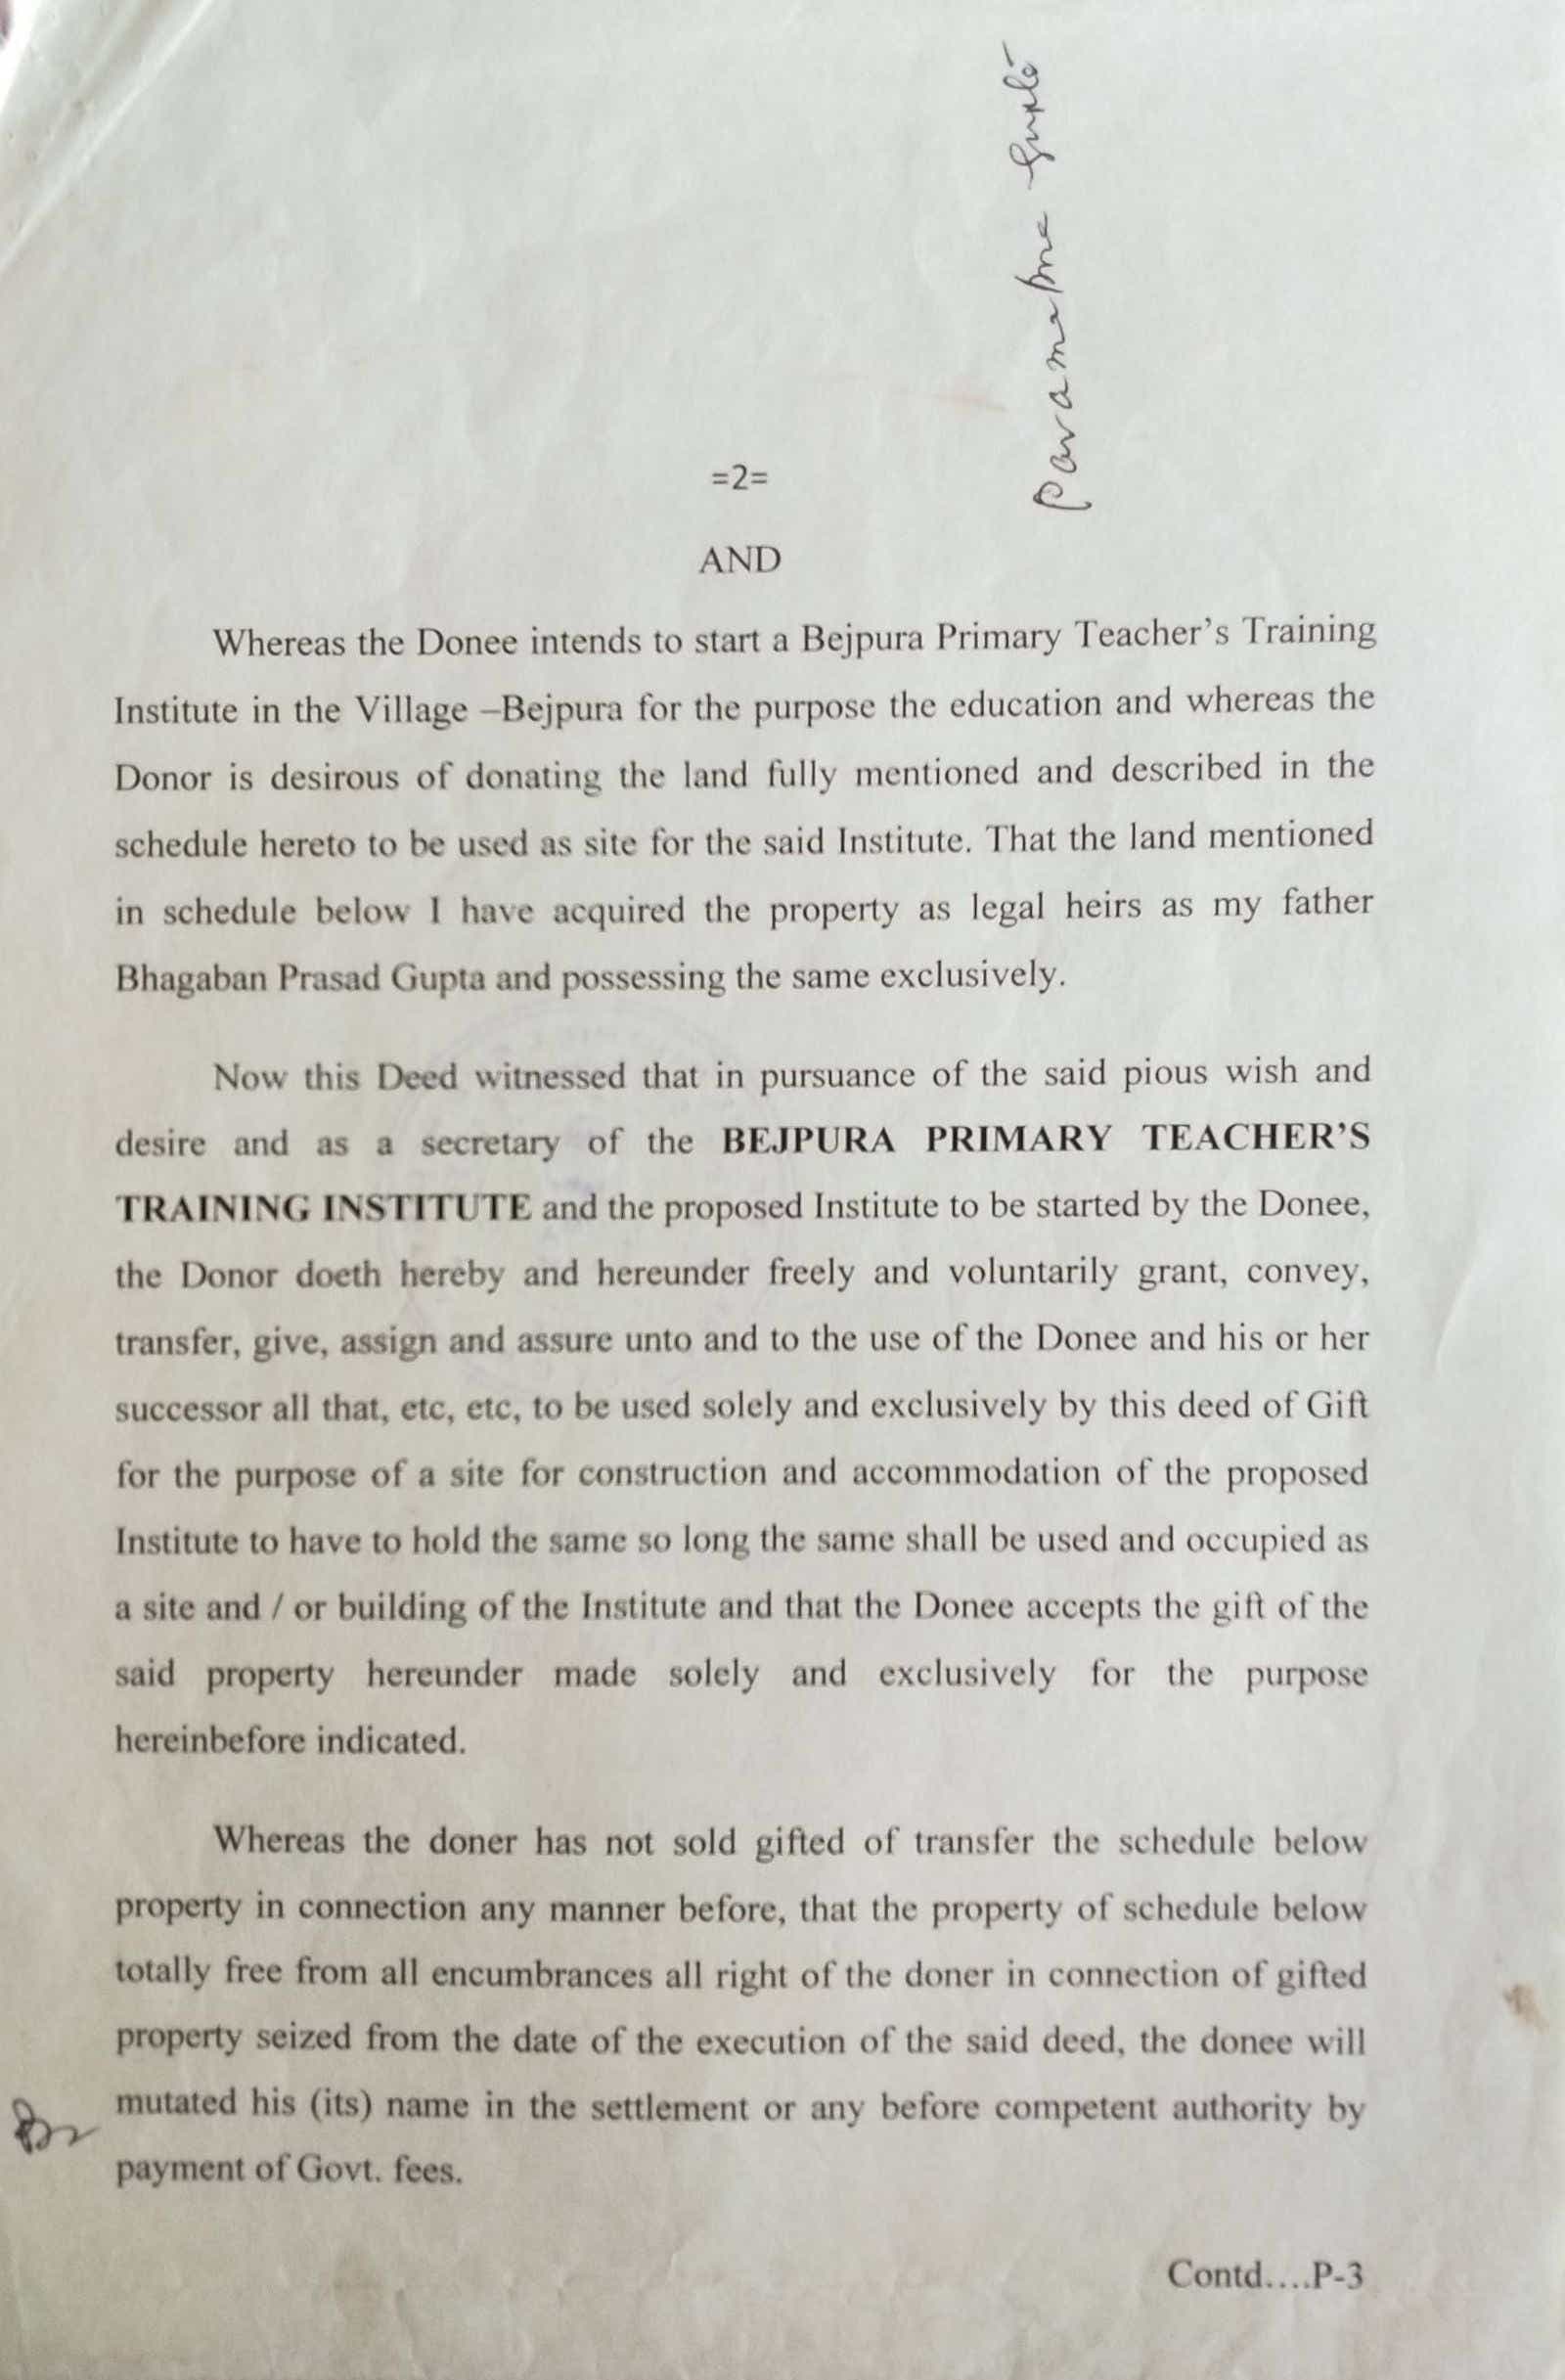 Gupta
=2=
AND
Whereas the Donee intends to start a Bejpura Primary Teacher’s Training
Institute in the Village –Bejpura for the purpose the education and whereas the
Donor is desirous of donating the land fully mentioned and described in the
schedule hereto to be used as site for the said Institute. That the land mentioned
in schedule below I have acquired the property as legal heirs as my father
Bhagaban Prasad Gupta and possessing the same exclusively.
Now this Deed witnessed that in pursuance of the said pious wish and
desire and as a secretary of the BEJPURA PRIMARY TEACHER’S
TRAINING INSTITUTE and the proposed Institute to be started by the Donee,
the Donor doeth hereby and hereunder freely and voluntarily grant, convey,
transfer, give, assign and assure unto and to the use of the Donee and his or her
successor all that, etc, etc, to be used solely and exclusively by this deed of Gift
for the purpose of a site for construction and accommodation of the proposed
Institute to have to hold the same so long the same shall be used and occupied as
a site and / or building of the Institute and that the Donee accepts the gift of the
said property hereunder made solely and exclusively for the purpose
hereinbefore indicated.
Whereas the doner has not sold gifted of transfer the schedule below
property in connection any manner before, that the property of schedule below
totally free from all encumbrances all right of the doner in connection of gifted
property seized from the date of the execution of the said deed, the donee will
mutated his (its) name in the settlement or any before competent authority by
payment of Govt. fees.
Contd....P-3